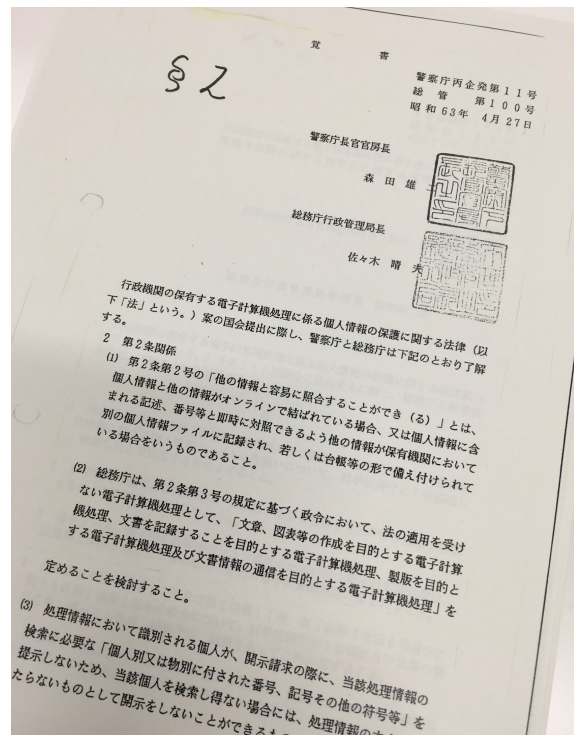 §2
覚　書
警察庁丙企発第11号
総管　第100号
昭和63年　4月27日
警察庁長官官房長
森田雄
総務庁行政管理局長
佐々木晴夫
行政機関の保有する電子計算機処理に係る個人情報の保護に関する法律（以
下「法」という。）案の国会提出に際し、警察庁と総務庁は下記のとおり了解
する。
2　第2条関係
(1)　第2条第2号の「他の情報と容易に照合することができ（る）」とは、
個人情報と他の情報がオンラインで結ばれている場合、又は個人情報に含
まれる記述、番号等と即時に対照できるよう他の情報が保有機関において
別の個人情報ファイルに記録され、若しくは台帳等の形で備え付けられて
いる場合をいうものであること。
(2)　総務庁は、第2条第3号の規定に基づく政令において、法の適用を受け
ない電子計算機処理として、「文章、図表等の作成を目的とする電子計算
機処理、文書を記録することを目的とする電子計算機処理、製版を目的と
する電子計算機処理及び文書情報の通信を目的とする電子計算機処理」を
定めることを検討すること。
(3)　処理情報において識別される個人が、開示請求の際に、当該処理情報の
検索に必要な「個人別又は物別に付された番号、記号その他の符号等」を
提示しないため、当該個人を検索し得ない場合には、処理情報の
たらないものとして開示をしないことができる